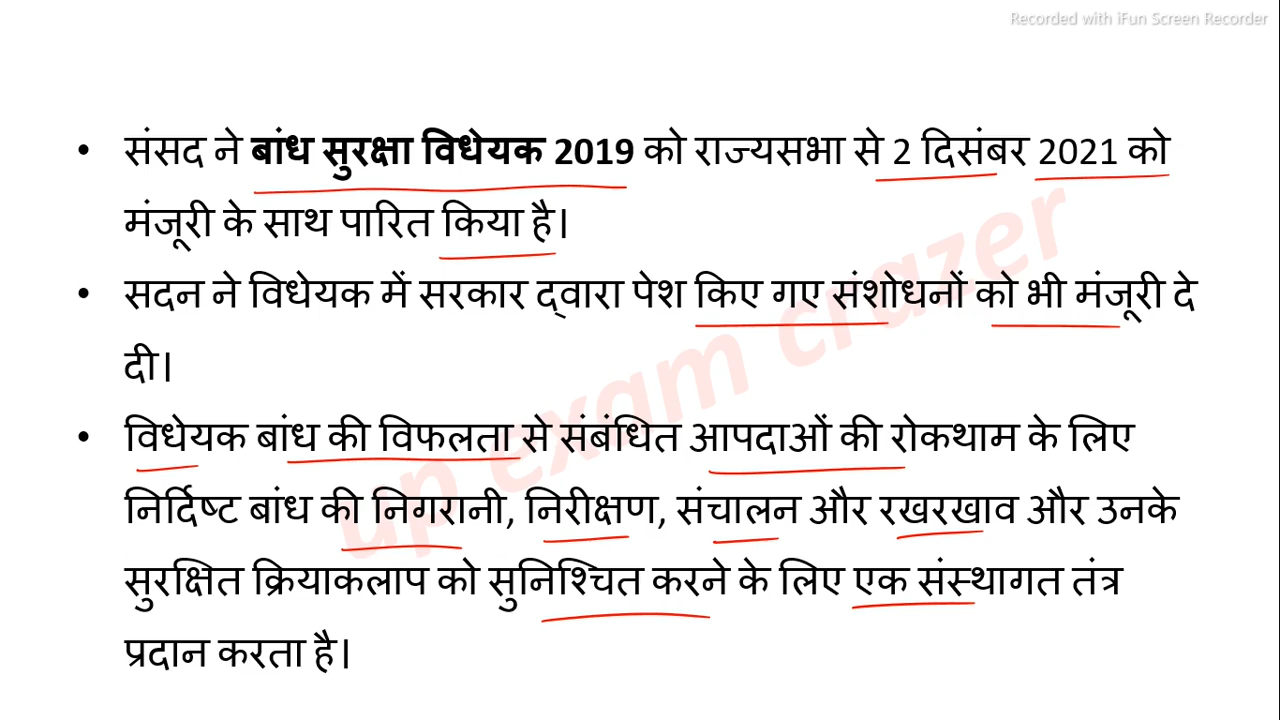 Recorded with iFun Screen Recorder
• संसद ने बांध सुरक्षा विधेयक 2019 को राज्यसभा से 2 दिसंबर 2021 को
मंजूरी के साथ पारित किया है।
• सदन ने विधेयक में सरकार द्वारा पेश किए गए संशोधनों को भी मंजूरी दे
दी।
• विधेयक बांध की विफलता से संबंधित आपदाओं की रोकथाम के लिए
निर्दिष्ट बांध की निगरानी, निरीक्षण, संचालन और रखरखाव और उनके
सुरक्षित क्रियाकलाप को सुनिश्चित करने के लिए एक संस्थागत तंत्र
प्रदान करता है।
up exam crazer